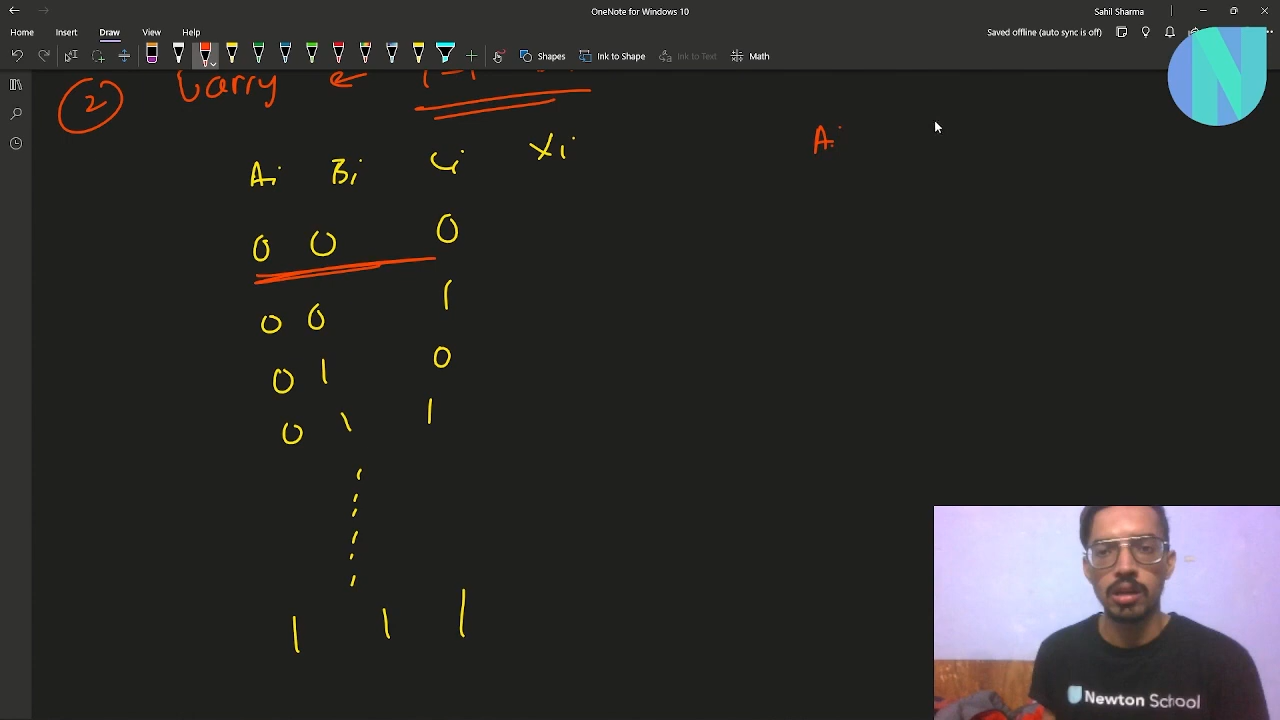 OneNote for Windows 10
Sahil Sharma
Home Insert Draw View Help
Saved offline (auto sync is off)
Shapes Ink to Shape Ink to Text Math
2 Carry ←
Ai Bi Ci Xi
Ai
0 0 0
0 0 1
0 1 0
0 1 1
1 1 1
Newton School